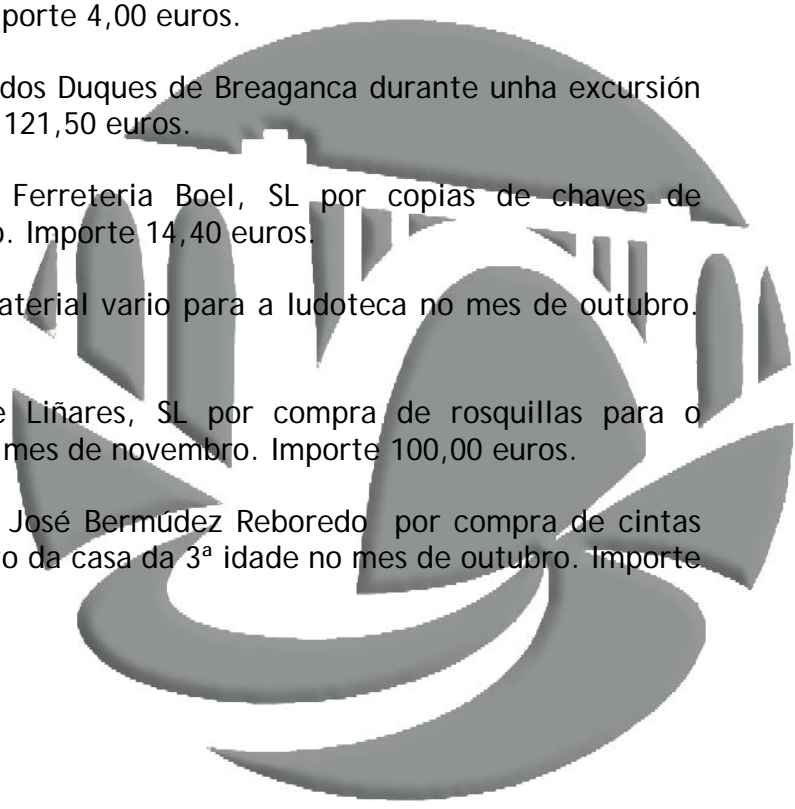 porte 4,00 euros.
dos Duques de Breaganca durante unha excursión
121,50 euros.
Ferreteria Boel, SL por copias de chaves de
o. Importe 14,40 euros.
aterial vario para a ludoteca no mes de outubro.
e Liñares, SL por compra de rosquillas para o
mes de novembro. Importe 100,00 euros.
José Bermúdez Reboredo por compra de cintas
o da casa da 3ª idade no mes de outubro. Importe